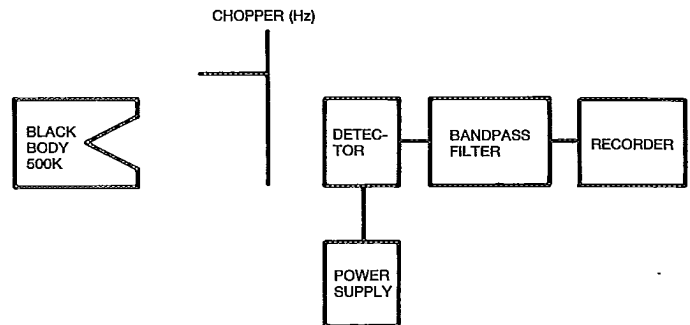 CHOPPER (Hz)
BLACK
BODY
500K
DETEC-
TOR
BANDPASS
FILTER
RECORDER
POWER
SUPPLY